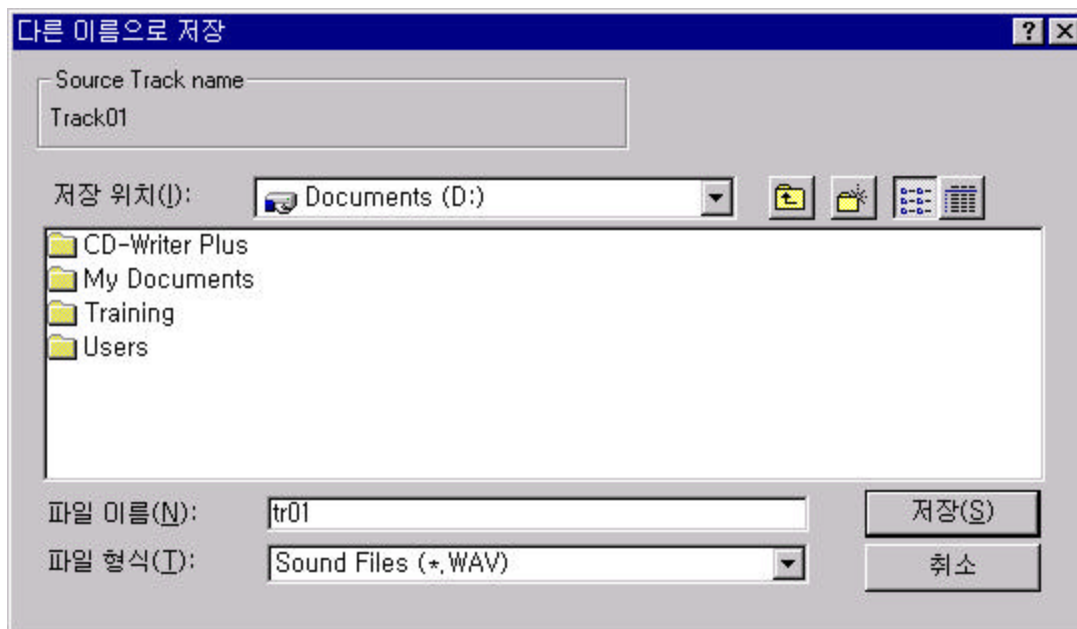 다른 이름으로 저장
Source Track name
Track01
저장 위치(I): Documents (D:)
CD-Writer Plus
My Documents
Training
Users
파일 이름(N): tr01 저장(S)
파일 형식(T): Sound Files (*.WAV) 취소